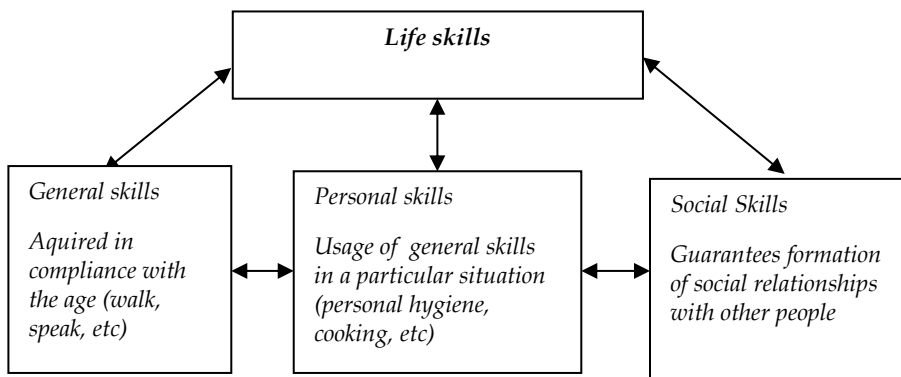 Life skills
General skills
Aquired in
compliance with
the age (walk,
speak, etc)
Personal skills
Usage of general skills
in a particular situation
(personal hygiene,
cooking, etc)
Social Skills
Guarantees formation
of social relationships
with other people